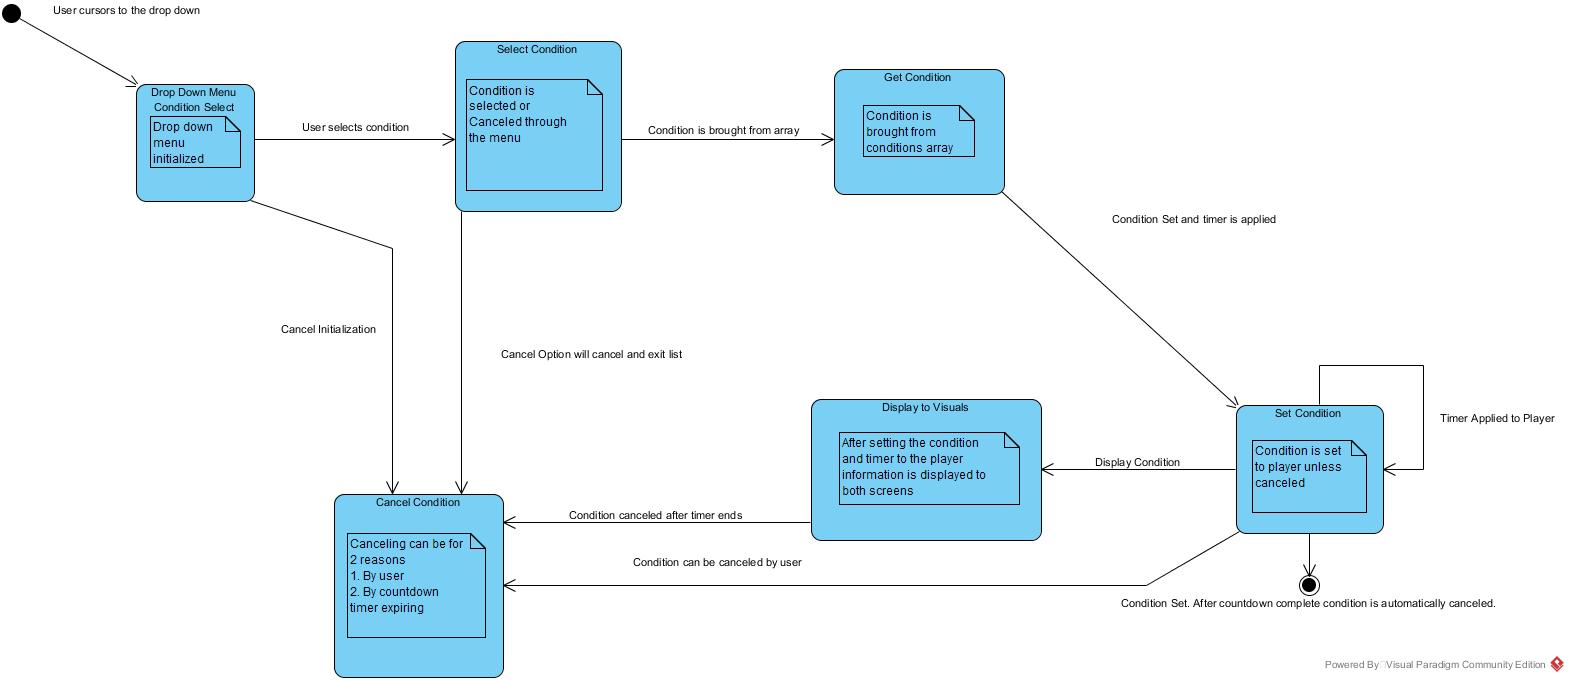 User cursors to the drop down
Drop Down Menu
Condition Select
Drop down
menu
initialized
User selects condition
Select Condition
Condition is
selected or
Canceled through
the menu
Condition is brought from array
Get Condition
Condition is
brought from
conditions array
Condition Set and timer is applied
Cancel Initialization
Cancel Option will cancel and exit list
Display to Visuals
After setting the condition
and timer to the player
information is displayed to
both screens
Display Condition
Set Condition
Condition is set
to player unless
canceled
Timer Applied to Player
Cancel Condition
Canceling can be for
2 reasons
1. By user
2. By countdown
timer expiring
Condition canceled after timer ends
Condition can be canceled by user
Condition Set. After countdown complete condition is automatically canceled.
Powered By Visual Paradigm Community Edition